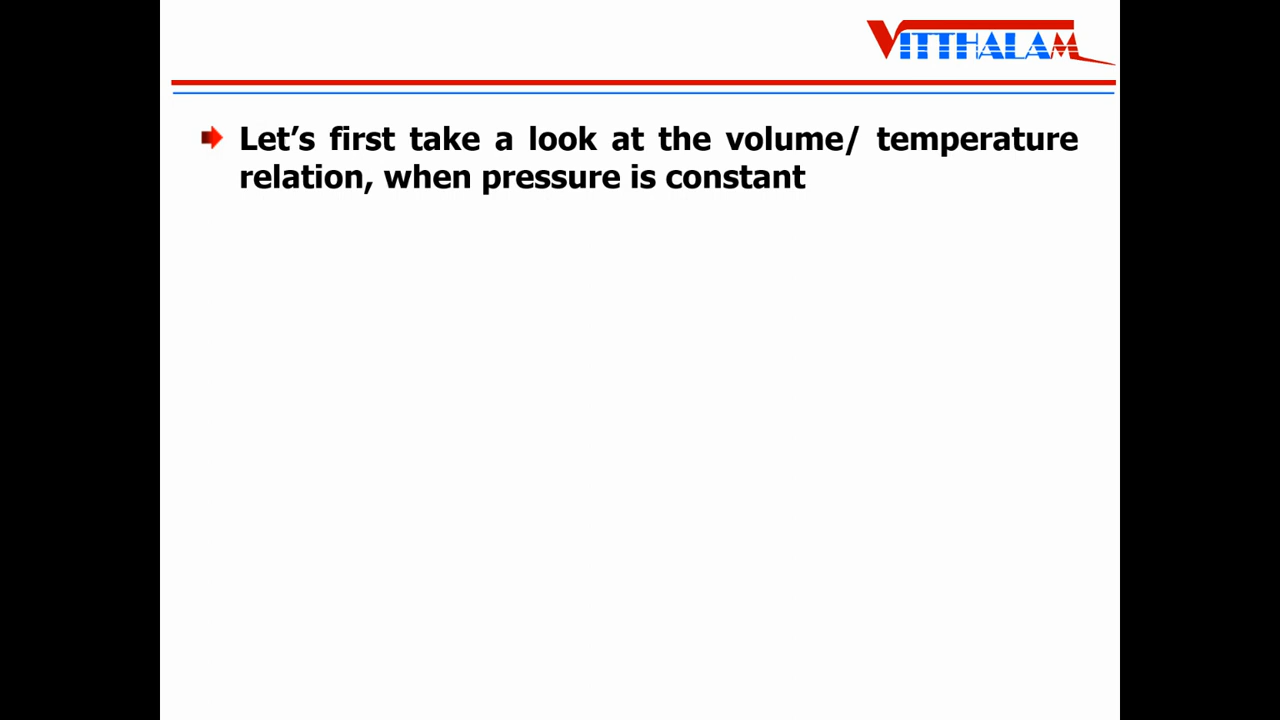 VITTHALAM
Let’s first take a look at the volume/ temperature
relation, when pressure is constant